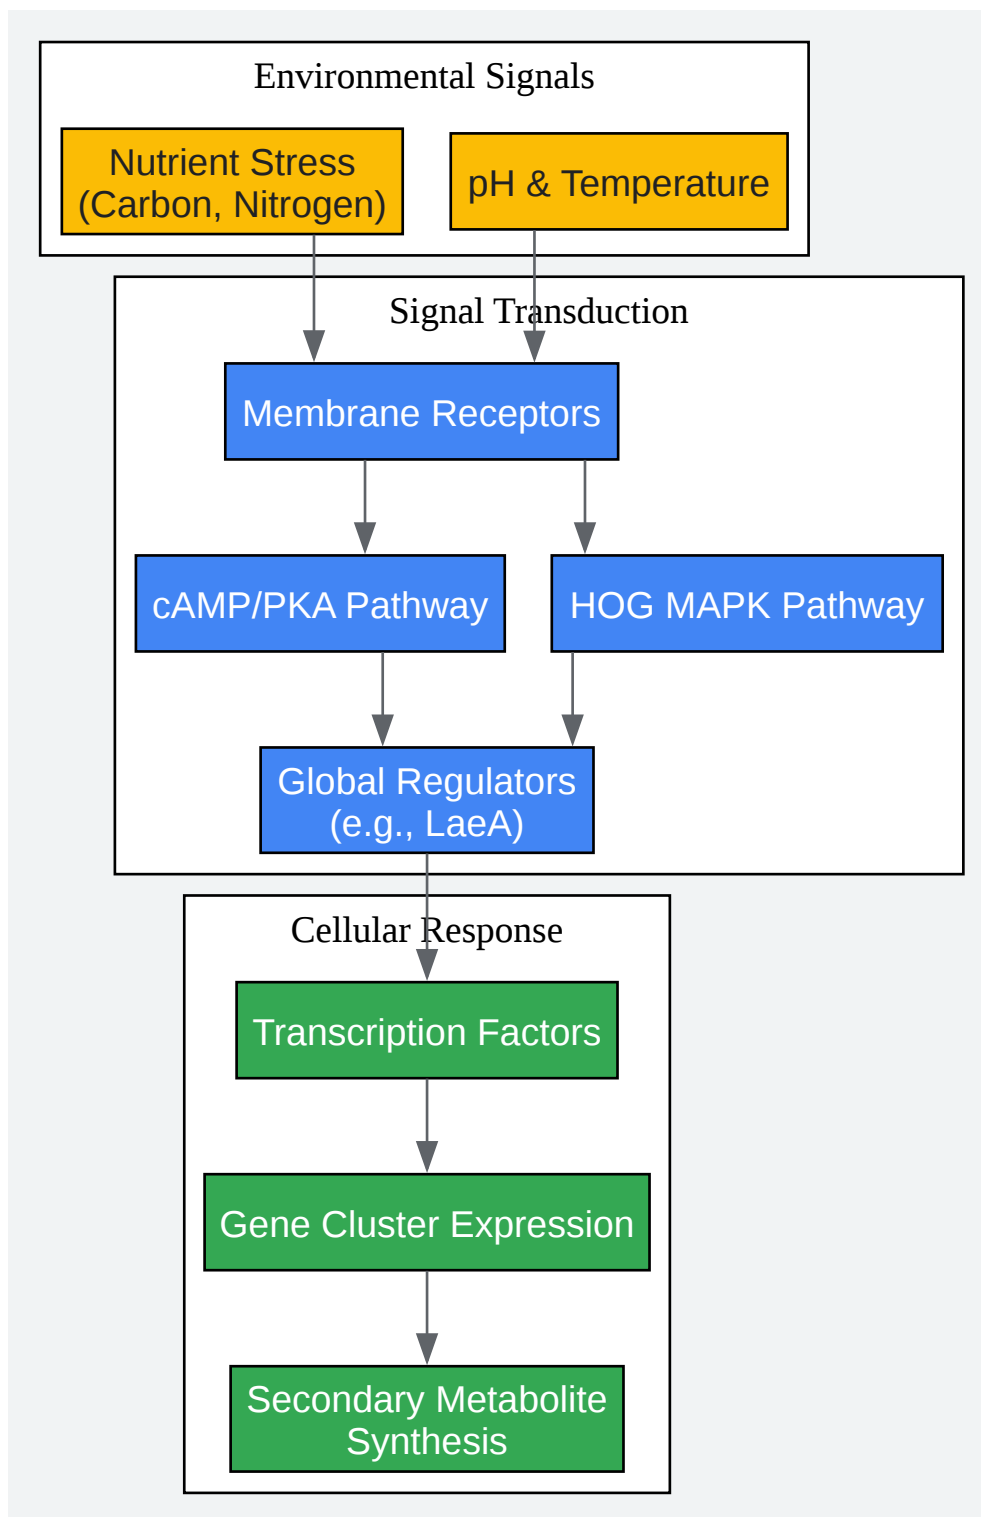 Environmental Signals
Nutrient Stress
(Carbon, Nitrogen)
pH & Temperature
Signal Transduction
Membrane Receptors
cAMP/PKA Pathway
HOG MAPK Pathway
Global Regulators
(e.g., LaeA)
Cellular Response
Transcription Factors
Gene Cluster Expression
Secondary Metabolite
Synthesis